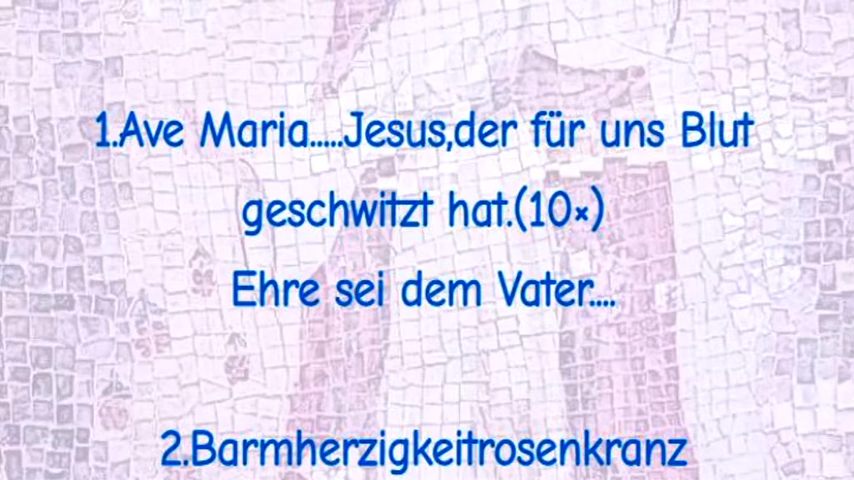 1.Ave Maria.....Jesus,der für uns Blut
geschwitzt hat.(10×)
Ehre sei dem Vater....
2.Barmherzigkeitrosenkranz